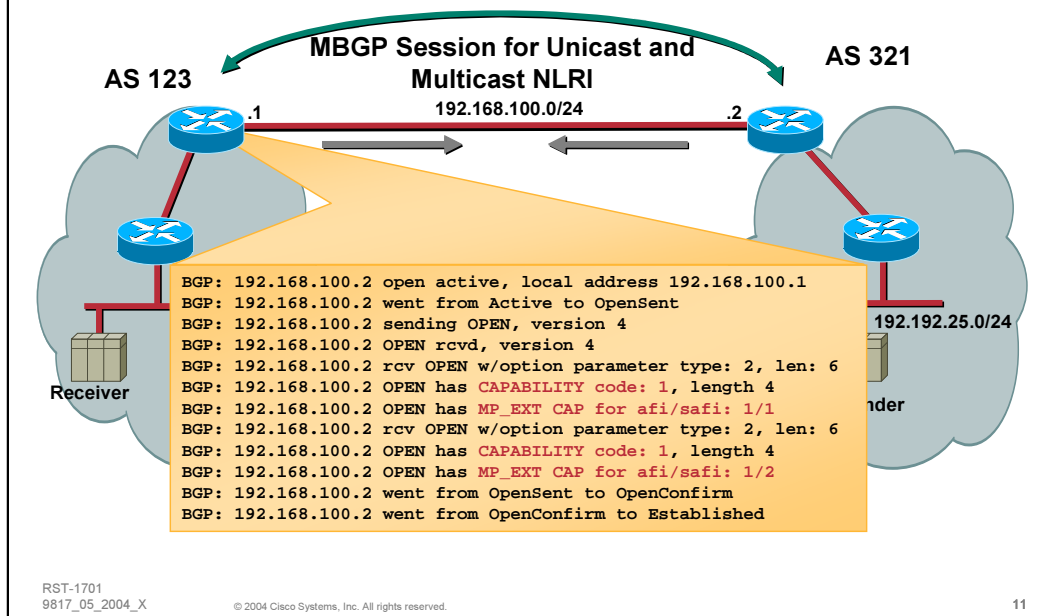 MBGP Session for Unicast and
Multicast NLRI
AS 123
AS 321
.1
192.168.100.0/24
.2
BGP: 192.168.100.2 open active, local address 192.168.100.1
BGP: 192.168.100.2 went from Active to OpenSent
BGP: 192.168.100.2 sending OPEN, version 4
BGP: 192.168.100.2 OPEN rcvd, version 4
BGP: 192.168.100.2 rcv OPEN w/option parameter type: 2, len: 6
BGP: 192.168.100.2 OPEN has CAPABILITY code: 1, length 4
BGP: 192.168.100.2 OPEN has MP_EXT CAP for afi/safi: 1/1
BGP: 192.168.100.2 rcv OPEN w/option parameter type: 2, len: 6
BGP: 192.168.100.2 OPEN has CAPABILITY code: 1, length 4
BGP: 192.168.100.2 OPEN has MP_EXT CAP for afi/safi: 1/2
BGP: 192.168.100.2 went from OpenSent to OpenConfirm
BGP: 192.168.100.2 went from OpenConfirm to Established
192.192.25.0/24
Receiver
nder
RST-1701
9817_05_2004_X
© 2004 Cisco Systems, Inc. All rights reserved.
11